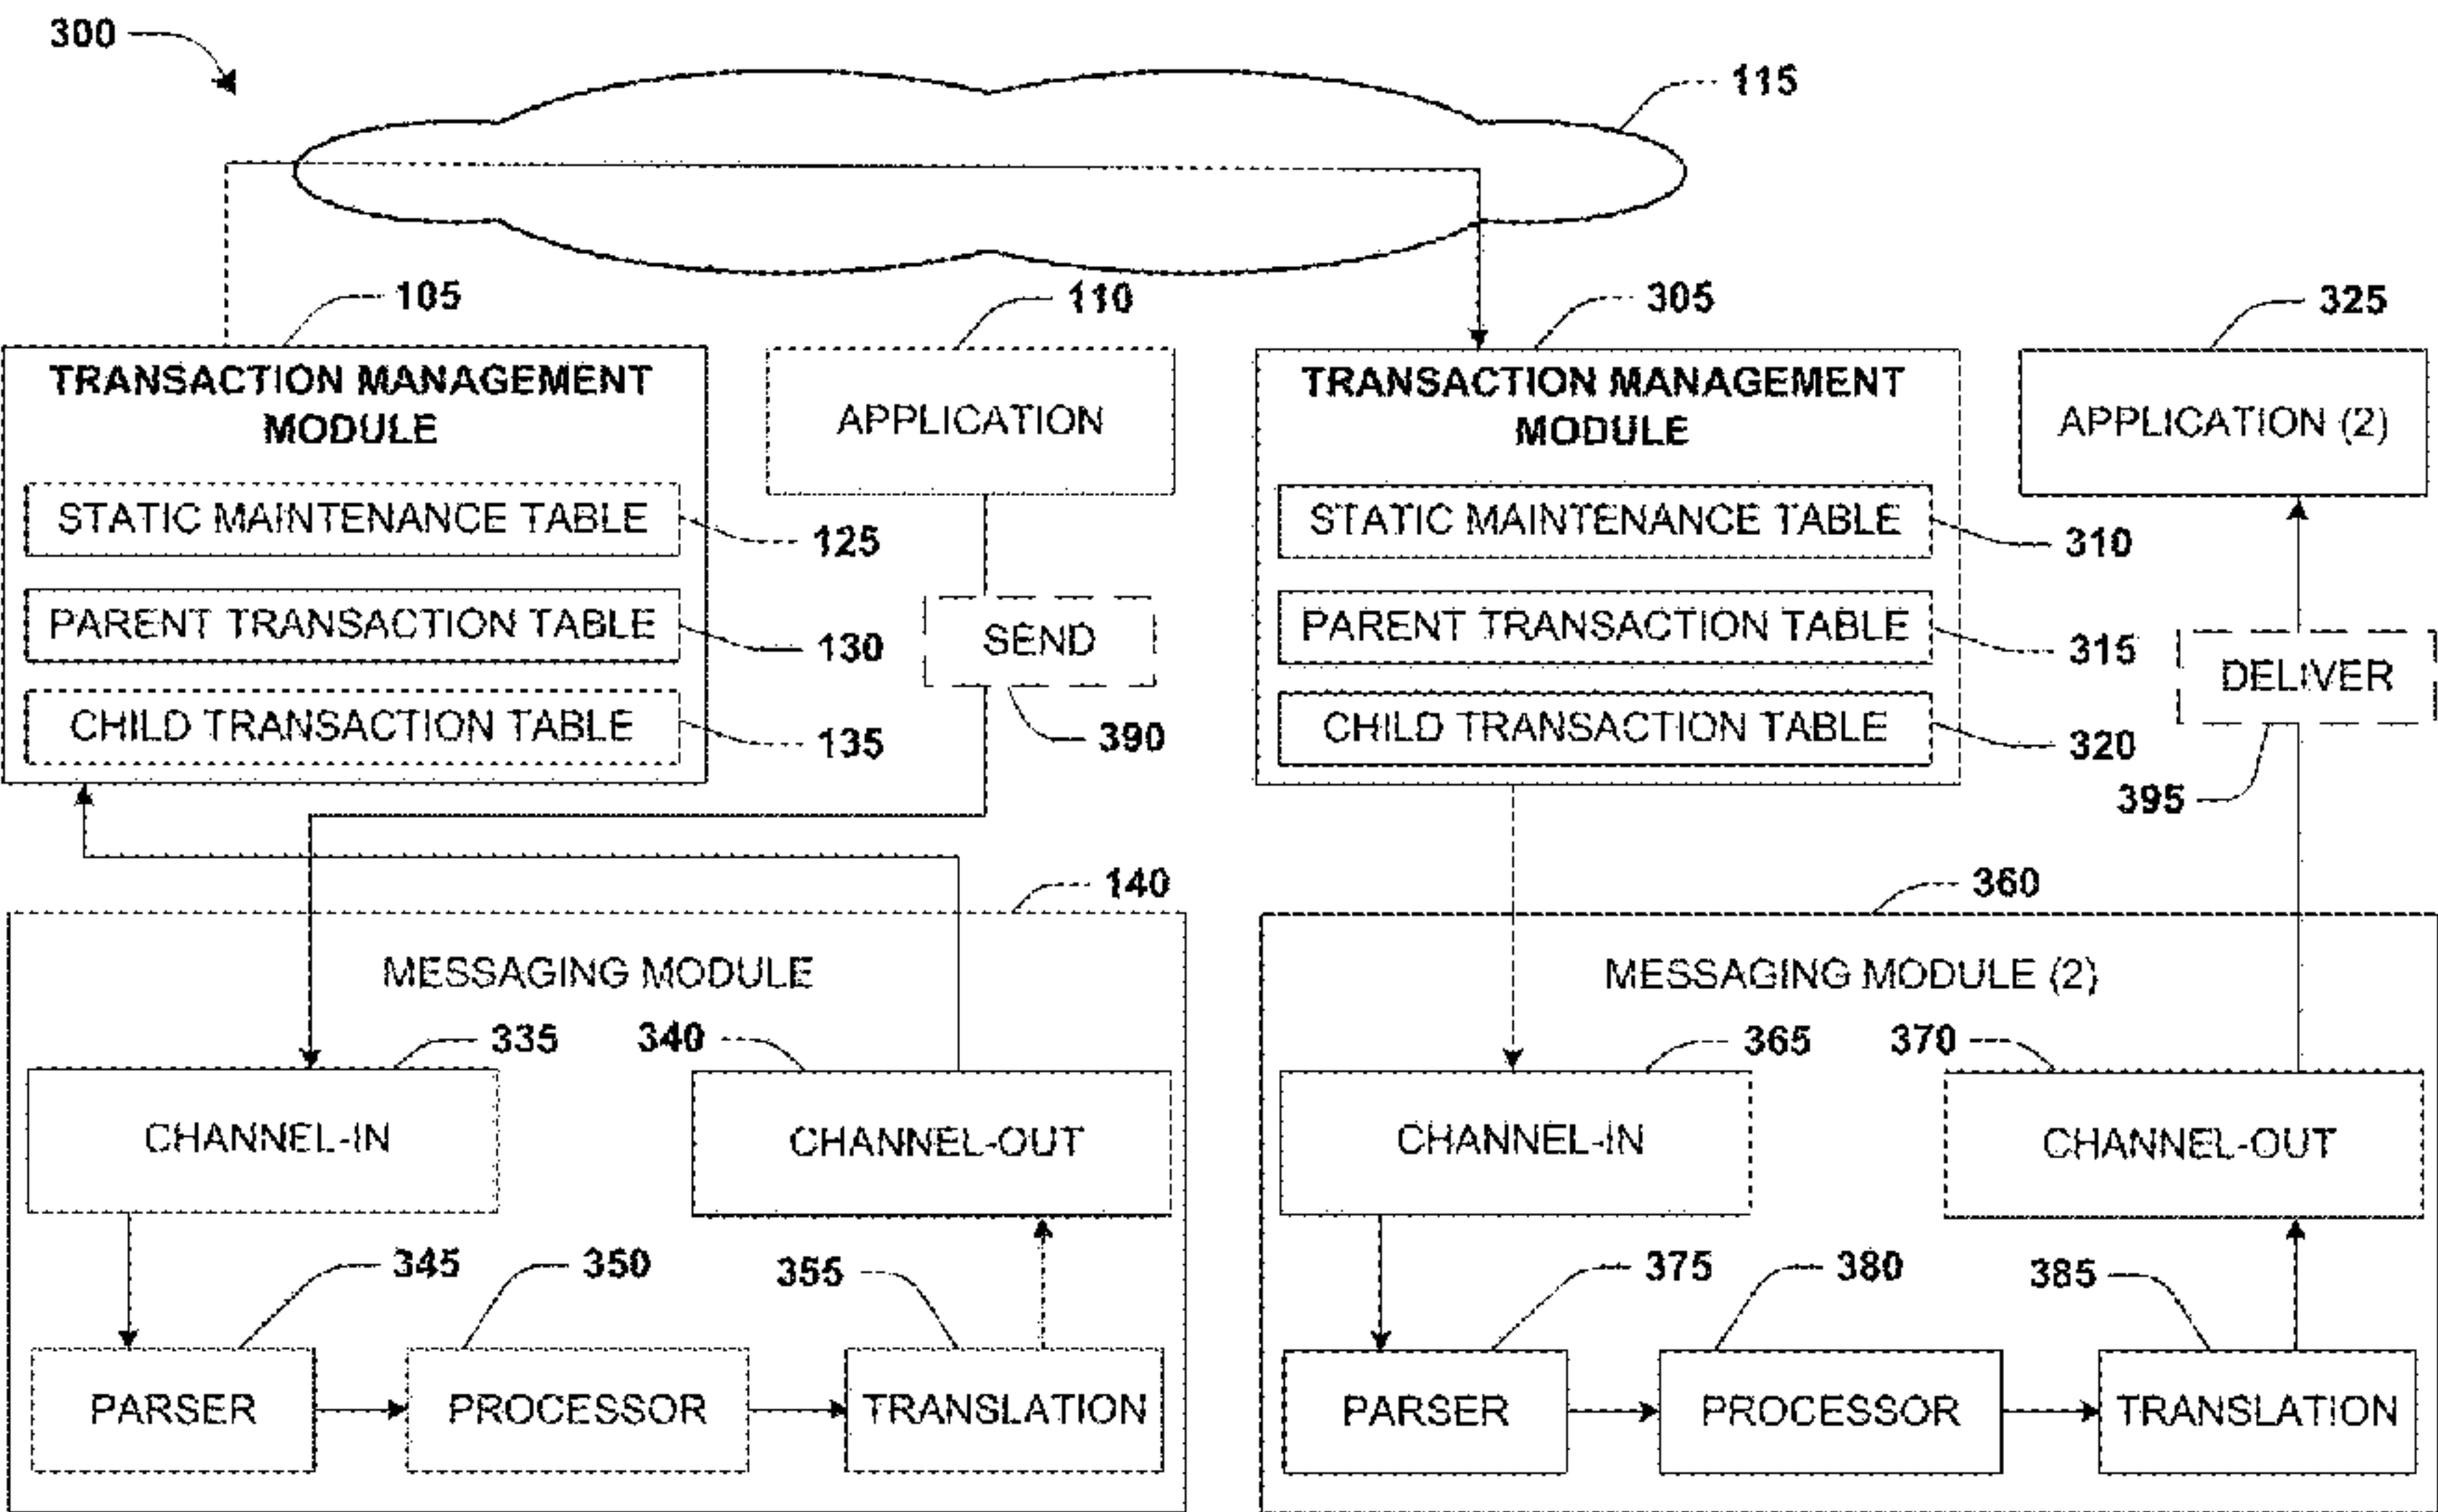 300
115
105
110
305
325
TRANSACTION MANAGEMENT
MODULE
STATIC MAINTENANCE TABLE
125
PARENT TRANSACTION TABLE
130
CHILD TRANSACTION TABLE
135
APPLICATION
SEND
390
TRANSACTION MANAGEMENT
MODULE
STATIC MAINTENANCE TABLE
310
PARENT TRANSACTION TABLE
315
CHILD TRANSACTION TABLE
320
APPLICATION (2)
DELIVER
395
140
MESSAGING MODULE
335
340
CHANNEL-IN
CHANNEL-OUT
345
350
355
PARSER
PROCESSOR
TRANSLATION
360
MESSAGING MODULE (2)
365
370
CHANNEL-IN
CHANNEL-OUT
375
380
385
PARSER
PROCESSOR
TRANSLATION